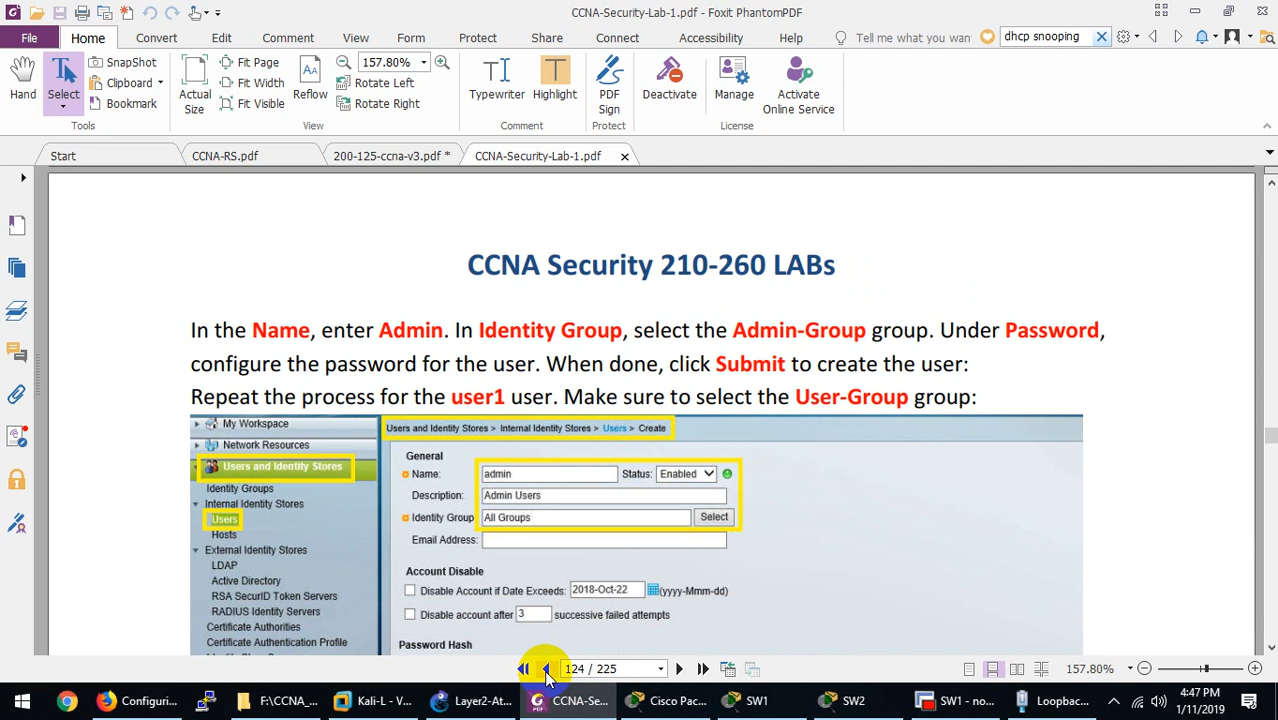 CCNA-Security-Lab-1.pdf - Foxit PhantomPDF
File Home Convert Edit Comment View Form Protect Share Connect Accessibility Help Tell me what you want dhcp snooping
SnapShot Fit Page 157.80% 
Clipboard Fit Width Rotate Left
Bookmark Fit Visible Rotate Right
Hand Select Actual Size Reflow Typewriter Highlight PDF Sign Deactivate Manage Activate Online Service
Tools View Comment Protect License
Start CCNA-RS.pdf 200-125-ccna-v3.pdf * CCNA-Security-Lab-1.pdf
CCNA Security 210-260 LABs
In the Name, enter Admin. In Identity Group, select the Admin-Group group. Under Password,
configure the password for the user. When done, click Submit to create the user:
Repeat the process for the user1 user. Make sure to select the User-Group group:
My Workspace
Network Resources
Users and Identity Stores
Identity Groups
Internal Identity Stores
Users
Hosts
External Identity Stores
LDAP
Active Directory
RSA SecurID Token Servers
RADIUS Identity Servers
Certificate Authorities
Certificate Authentication Profile
Users and Identity Stores > Internal Identity Stores > Users > Create
General
Name: admin Status: Enabled
Description: Admin Users
Identity Group All Groups Select
Email Address:
Account Disable
Disable Account if Date Exceeds: 2018-Oct-22 (yyyy-Mmm-dd)
Disable account after 3 successive failed attempts
Password Hash
124 / 225 157.80%
Configuri... F:\CCNA_... Kali-L - V... Layer2-At... CCNA-Se... Cisco Pac... SW1 SW2 SW1 - no... Loopbac... 4:47 PM
1/11/2019